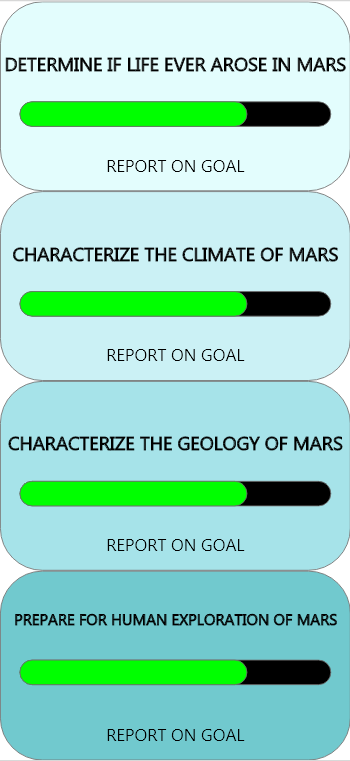 DETERMINE IF LIFE EVER AROSE IN MARS
REPORT ON GOAL
CHARACTERIZE THE CLIMATE OF MARS
REPORT ON GOAL
CHARACTERIZE THE GEOLOGY OF MARS
REPORT ON GOAL
PREPARE FOR HUMAN EXPLORATION OF MARS
REPORT ON GOAL